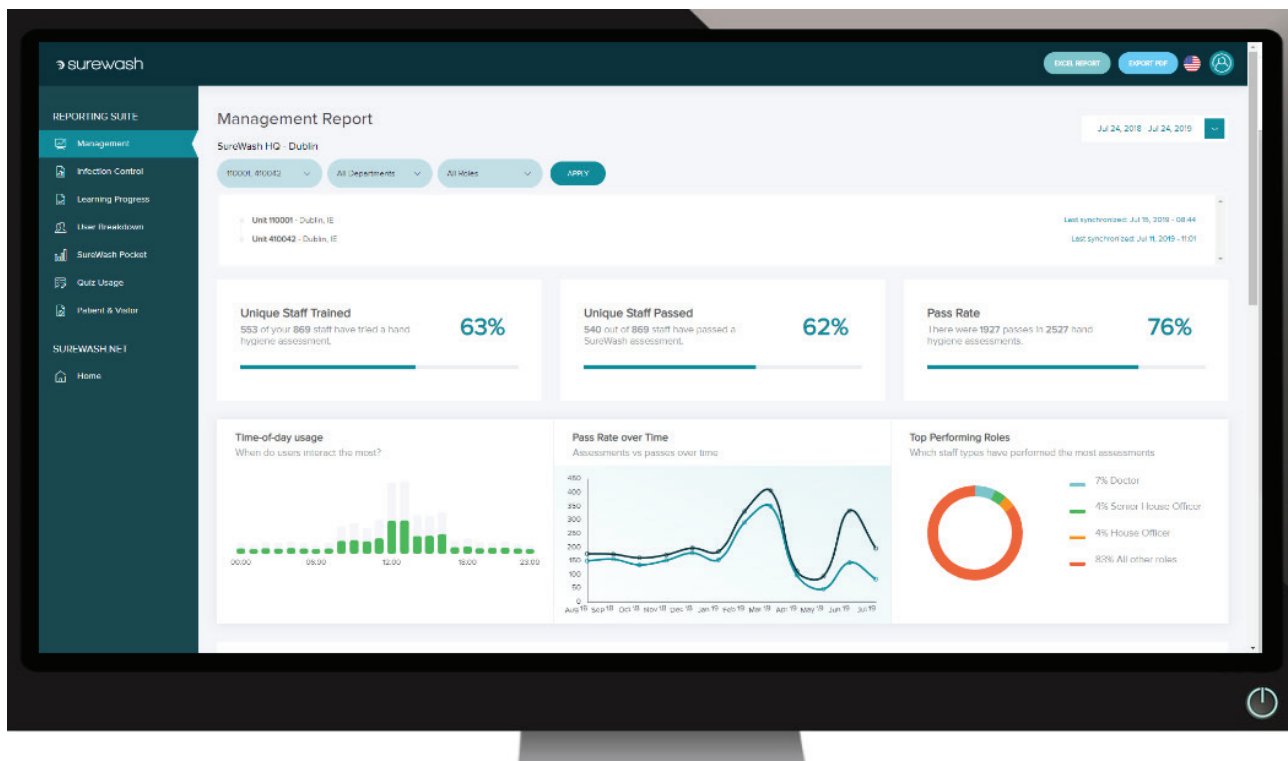 surewash
EXCEL REPORT
EXPORT PDF
REPORTING SUITE
Management
Infection Control
Learning Progress
User Breakdown
SureWash Pocket
Quiz Usage
Patient & Visitor
SUREWASH NET
Home
Management Report
Jul 24, 2018 - Jul 24, 2019
SureWash HQ - Dublin
110001, 410042
All Departments
All Roles
APPLY
Unit 110001 - Dublin, IE
Last synchronized: Jul 15, 2019 - 08:44
Unit 410042 - Dublin, IE
Last synchronized: Jul 11, 2019 - 11:01
Unique Staff Trained
553 of your 869 staff have tried a hand
hygiene assessment.
63%
Unique Staff Passed
540 out of 869 staff have passed a
SureWash assessment.
62%
Pass Rate
There were 1927 passes in 2527 hand
hygiene assessments.
76%
Time-of-day usage
When do users interact the most?
00:00 06:00 12:00 18:00 23:00
Pass Rate over Time
Assessments vs passes over time
450
400
350
300
250
200
150
100
50
0
Aug 18 Sep 18 Oct 18 Nov 18 Dec 18 Jan 19 Feb 19 Mar 19 Apr 19 May 19 Jun 19 Jul 19
Top Performing Roles
Which staff types have performed the most assessments
7% Doctor
4% Senior House Officer
4% House Officer
83% All other roles